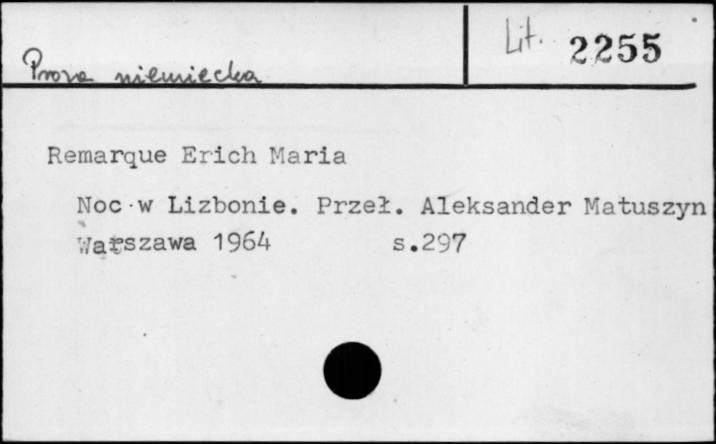 Lit. 2255
Proza niemiecka
Remarque Erich Maria
Noc w Lizbonie. Przeł. Aleksander Matuszyn
Warszawa 1964 s.297